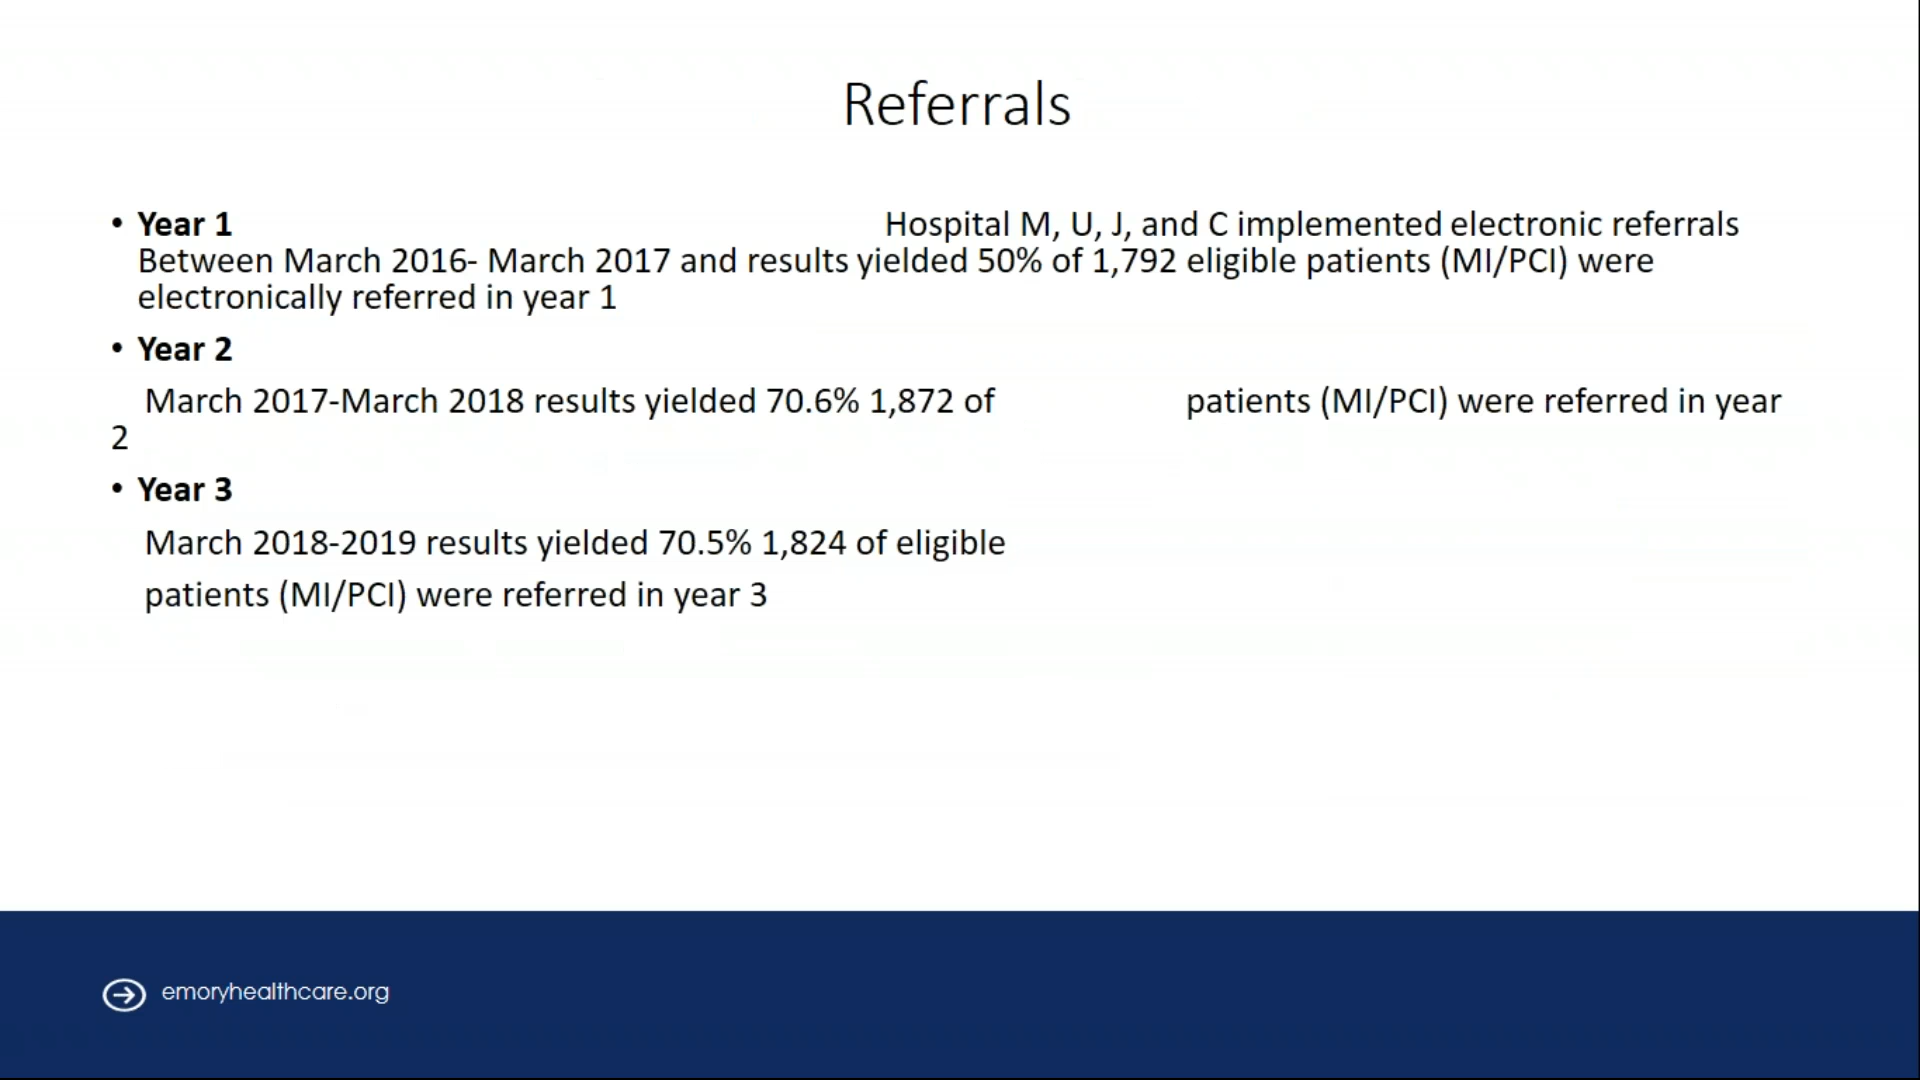 Referrals
• Year 1 Hospital M, U, J, and C implemented electronic referrals
Between March 2016- March 2017 and results yielded 50% of 1,792 eligible patients (MI/PCI) were
electronically referred in year 1
• Year 2
March 2017-March 2018 results yielded 70.6% 1,872 of patients (MI/PCI) were referred in year
2
• Year 3
March 2018-2019 results yielded 70.5% 1,824 of eligible
patients (MI/PCI) were referred in year 3
emoryhealthcare.org